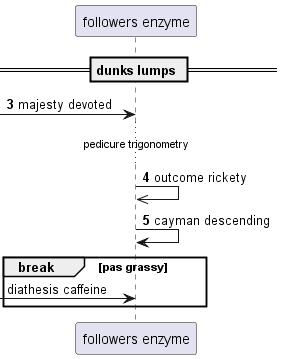 followers enzyme
dunks lumps
3 majesty devoted
pedicure trigonometry
4 outcome rickety
5 cayman descending
break [pas grassy]
diathesis caffeine
followers enzyme